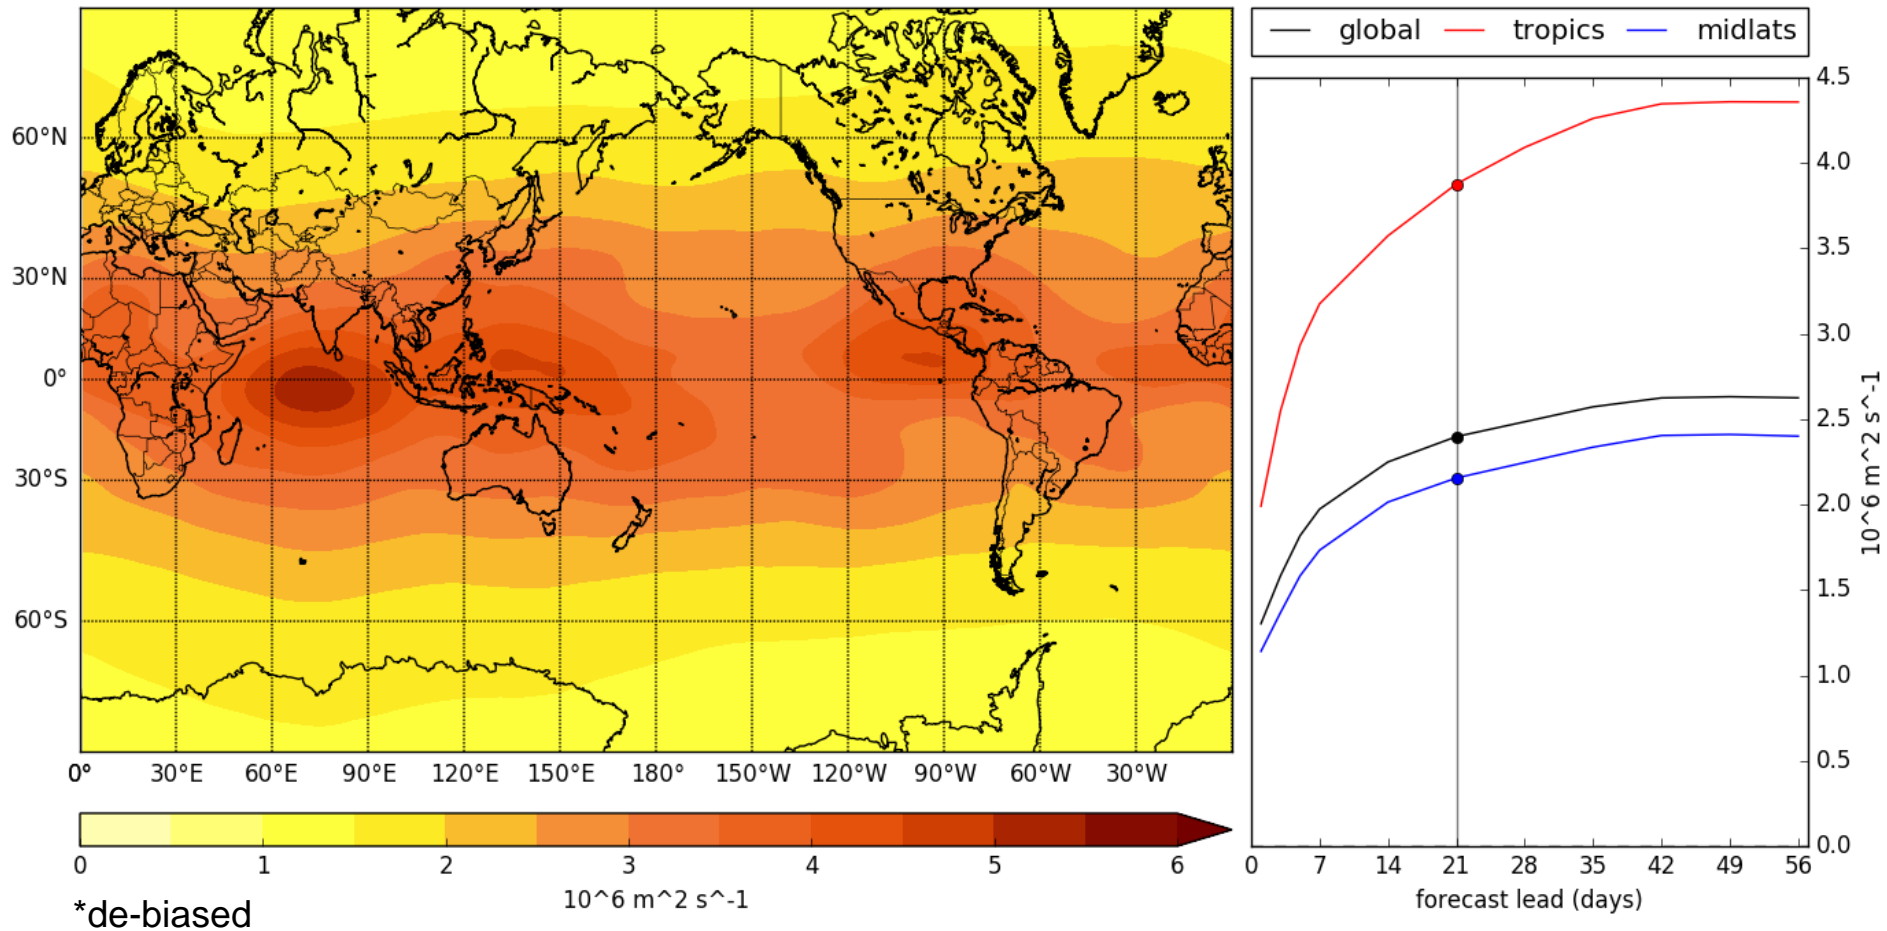 global tropics midlats
60°N
30°N
0°
30°S
60°S
0° 30°E 60°E 90°E 120°E 150°E 180° 150°W 120°W 90°W 60°W 30°W
0 1 2 3 4 5 6
10^6 m^2 s^-1
*de-biased
4.5
4.0
3.5
3.0
2.5
2.0
1.5
1.0
0.5
0.0
10^6 m^2 s^-1
0 7 14 21 28 35 42 49 56
forecast lead (days)